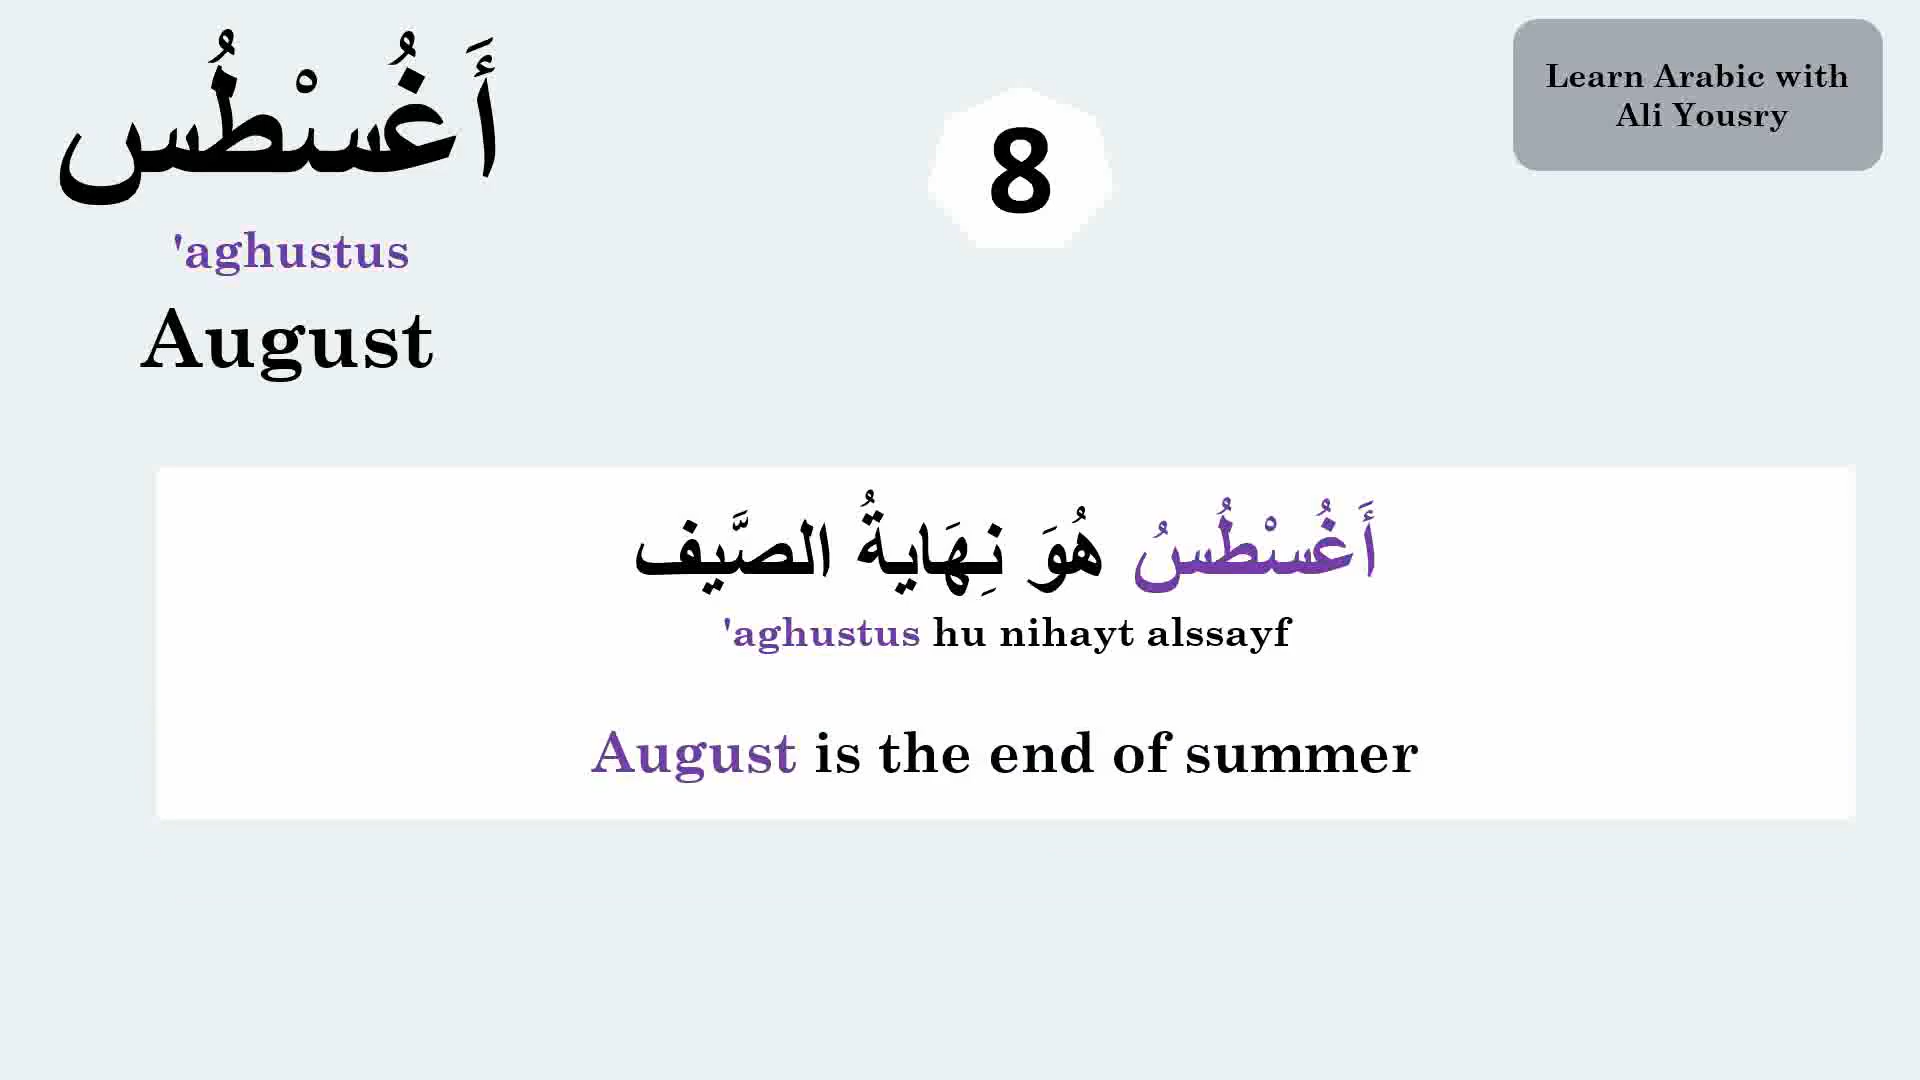 أَغُسْطُس
'aghustus
August
8
Learn Arabic with
Ali Yousry
أَغُسْطُسُ هُوَ نِهَايةُ الصَّيف
'aghustus hu nihayt alssayf
August is the end of summer